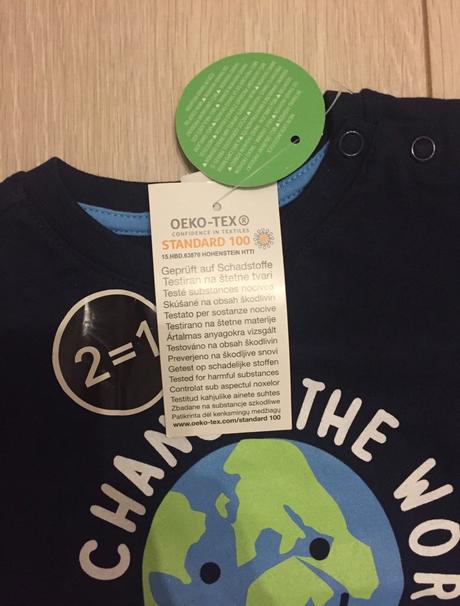 OEKO-TEX®
CONFIDENCE IN TEXTILES
STANDARD 100
15.HBD.63870 HOHENSTEIN HTTI
Geprüft auf Schadstoffe
Testiran na štetne tvari
Testé substances nocives
Skúšané na obsah škodlivín
Testato per sostanze nocive
Testirano na štetne materije
Ártalmas anyagokra vizsgált
Testováno na obsah škodlivin
Preverjeno na škodljive snovi
Getest op schadelijke stoffen
Tested for harmful substances
Controlat sub aspectul noxelor
Testitud kahjulike ainete suhtes
Zbadane na substancje szkodliwe
Patikrinta dėl kenksmingų medžiagų
www.oeko-tex.com/standard 100
2=1
CHAN THE WOR